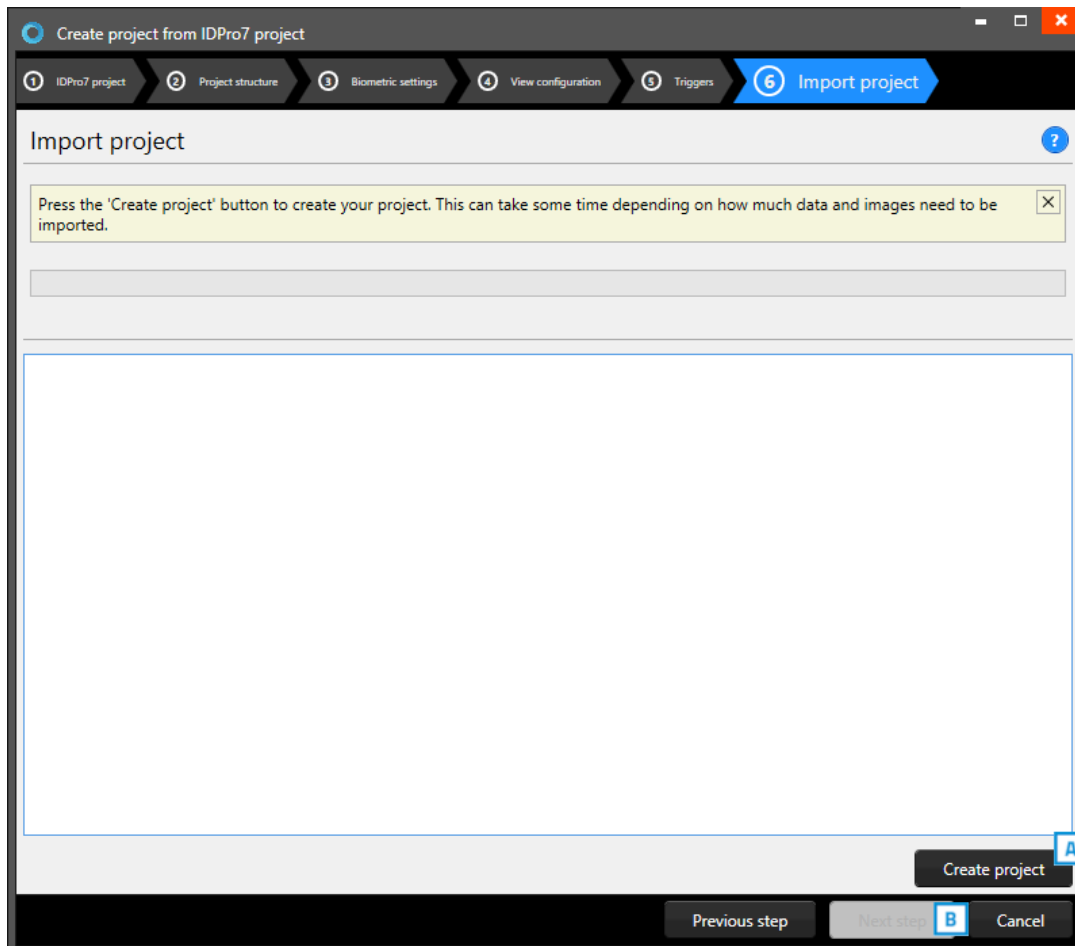 Create project from IDPro7 project
1 IDPro7 project 2 Project structure 3 Biometric settings 4 View configuration 5 Triggers 6 Import project
Import project
?
Press the 'Create project' button to create your project. This can take some time depending on how much data and images need to be
imported.
A
Create project
Previous step Next step B Cancel